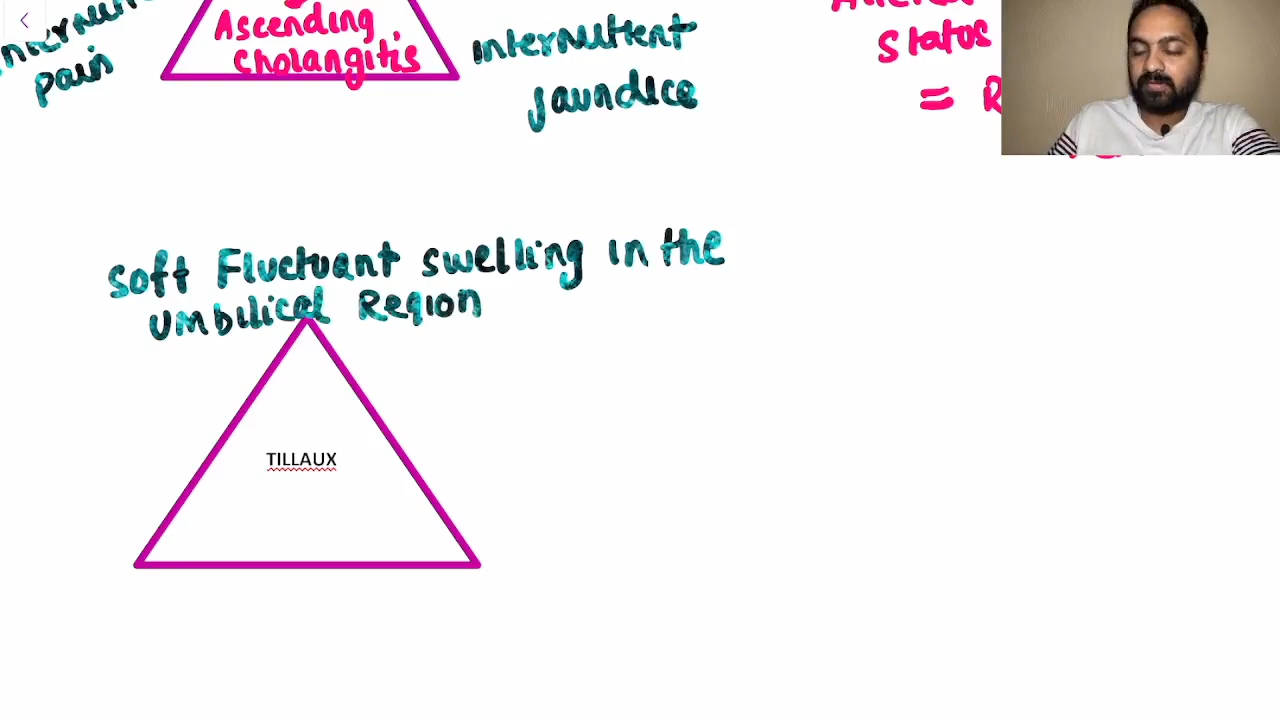 Ascending
Cholangitis
pain
Intermittent
Jaundice
Status
=
Soft Fluctuant swelling in the
Umbilical Region
TILLAUX